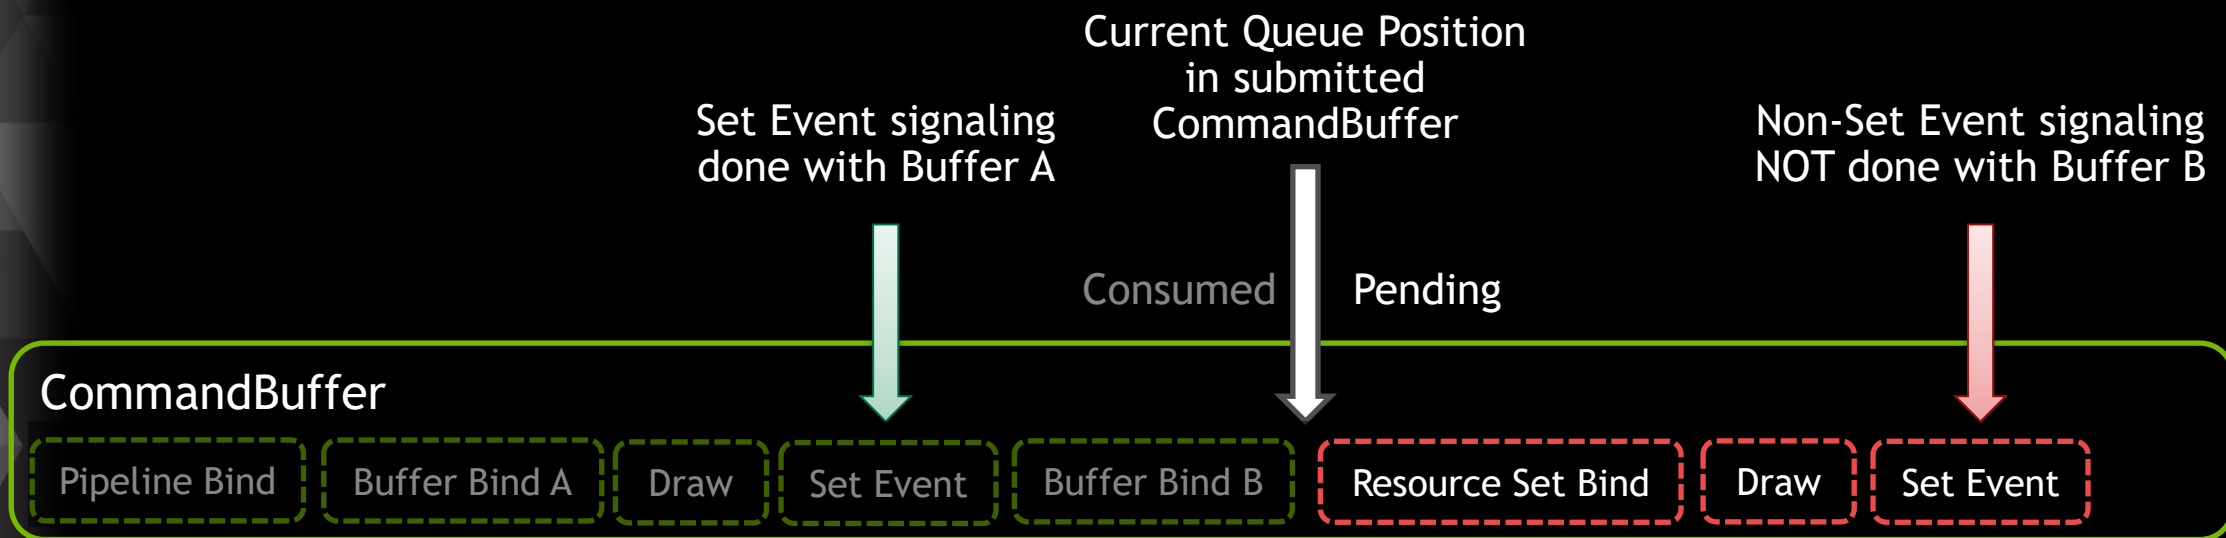 Current Queue Position
in submitted
CommandBuffer
Set Event signaling
done with Buffer A
Non-Set Event signaling
NOT done with Buffer B
Consumed
Pending
CommandBuffer
Pipeline Bind
Buffer Bind A
Draw
Set Event
Buffer Bind B
Resource Set Bind
Draw
Set Event